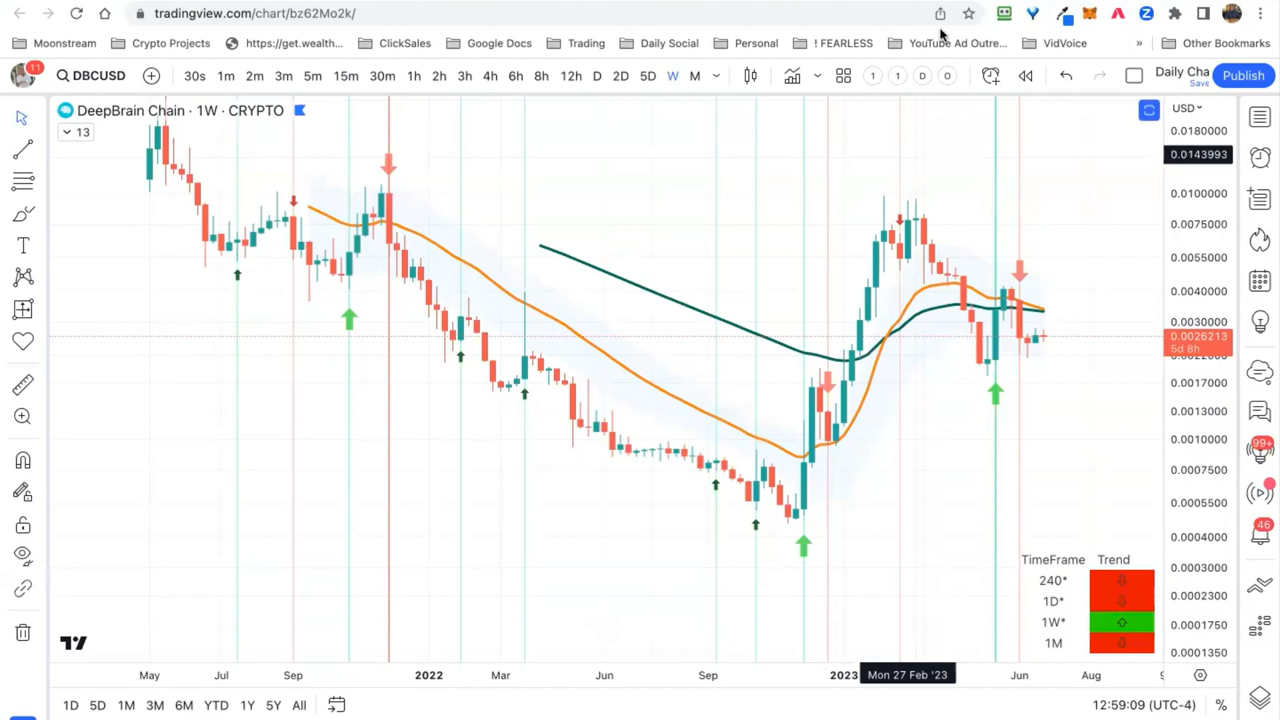 tradingview.com/chart/bz62Mo2k/
Moonstream Crypto Projects https://get.wealth... ClickSales Google Docs Trading Daily Social Personal ! FEARLESS YouTube Ad Outre... VidVoice » Other Bookmarks
11
DBCUSD 30s 1m 2m 3m 5m 15m 30m 1h 2h 3h 4h 6h 8h 12h D 2D 5D W M 1 1 D O Daily Cha Save Publish
DeepBrain Chain · 1W · CRYPTO
13
USD
0.0180000
0.0143993
0.0100000
0.0075000
0.0055000
0.0040000
0.0030000
0.0026213
5d 8h
0.0017000
0.0013000
0.0010000
0.0007500
0.0005500
0.0004000
0.0003000
0.0002300
0.0001750
0.0001350
99+
46
TimeFrame Trend
240*
1D*
1W*
1M
May Jul Sep 2022 Mar Jun Sep 2023 Mon 27 Feb '23 Jun Aug
1D 5D 1M 3M 6M YTD 1Y 5Y All 12:59:09 (UTC-4) %